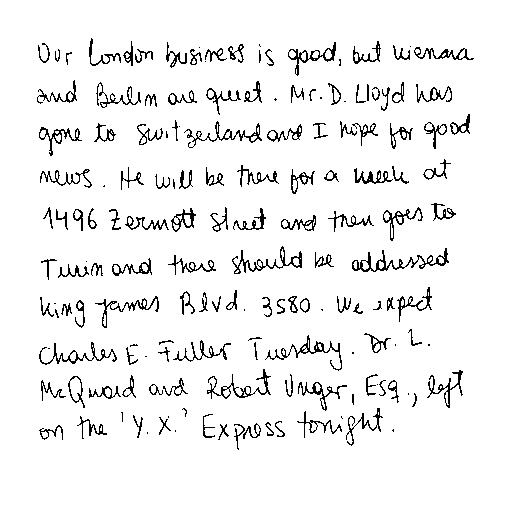 Our London business is good, but Vienna
and Berlin are quiet. Mr. D. Lloyd has
gone to Switzerland and I hope for good
news. He will be there for a week at
1496 Zermott Street and then goes to
Turin and there should be addressed
King James Blvd. 3580. We expect
Charles E. Fuller Tuesday. Dr. L.
McQuaid and Robert Unger, Esq., left
on the 'Y. X.' Express tonight.